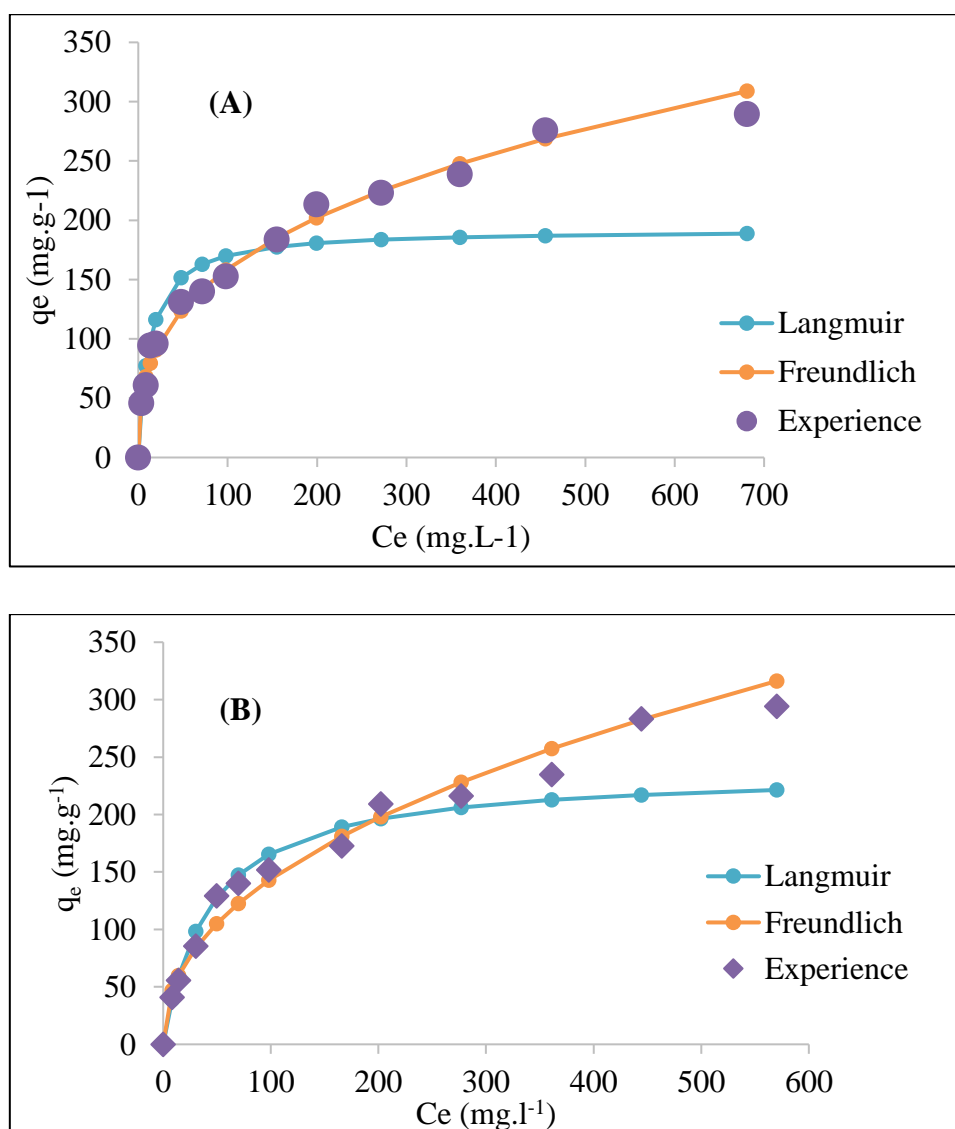 350
300
250
200
150
100
50
0
(A)
qe (mg.g-1)
Langmuir
Freundlich
Experience
0 100 200 300 400 500 600 700
Ce (mg.L-1)
350
300
250
200
150
100
50
0
(B)
qₑ (mg.g⁻¹)
Langmuir
Freundlich
Experience
0 100 200 300 400 500 600
Ce (mg.l⁻¹)